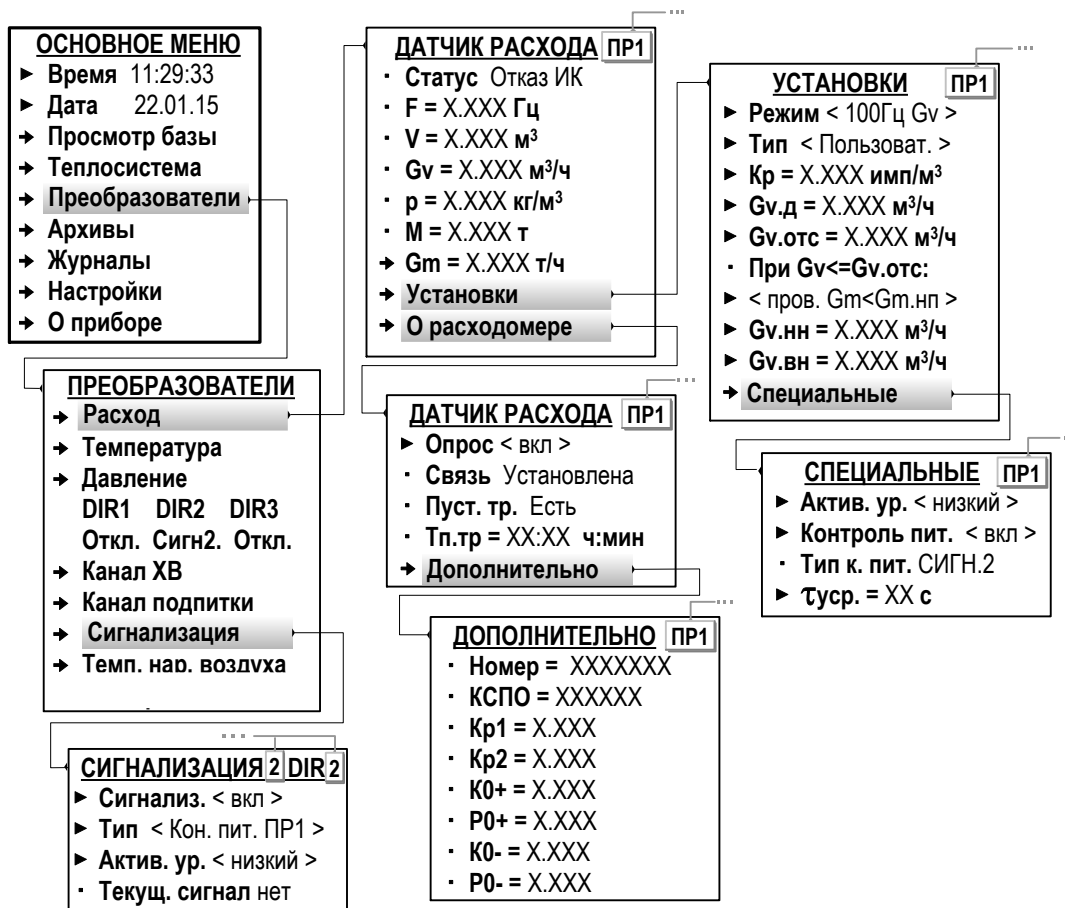 ОСНОВНОЕ МЕНЮ
► Время 11:29:33
► Дата 22.01.15
➔ Просмотр базы
➔ Теплосистема
➔ Преобразователи
➔ Архивы
➔ Журналы
➔ Настройки
➔ О приборе
ПРЕОБРАЗОВАТЕЛИ
➔ Расход
➔ Температура
➔ Давление
DIR1 DIR2 DIR3
Откл. Сигн2. Откл.
➔ Канал ХВ
➔ Канал подпитки
➔ Сигнализация
➔ Темп. нар. воздуха
СИГНАЛИЗАЦИЯ 2 DIR 2
► Сигнализ. < вкл >
► Тип < Кон. пит. ПР1 >
► Актив. ур. < низкий >
· Текущ. сигнал нет
ДАТЧИК РАСХОДА ПР1
· Статус Отказ ИК
· F = X.XXX Гц
· V = X.XXX м³
· Gv = X.XXX м³/ч
· p = X.XXX кг/м³
· M = X.XXX т
➔ Gm = X.XXX т/ч
➔ Установки
➔ О расходомере
ДАТЧИК РАСХОДА ПР1
► Опрос < вкл >
· Связь Установлена
· Пуст. тр. Есть
· Тп.тр = XX:XX ч:мин
➔ Дополнительно
ДОПОЛНИТЕЛЬНО ПР1
· Номер = XXXXXXX
· КСПО = XXXXXX
· Кр1 = X.XXX
· Кр2 = X.XXX
· К0+ = X.XXX
· Р0+ = X.XXX
· К0- = X.XXX
· Р0- = X.XXX
УСТАНОВКИ ПР1
► Режим < 100Гц Gv >
► Тип < Пользоват. >
► Кр = X.XXX имп/м³
► Gv.д = X.XXX м³/ч
► Gv.отс = X.XXX м³/ч
· При Gv<=Gv.отс:
► < пров. Gm<Gm.нп >
► Gv.нн = X.XXX м³/ч
► Gv.вн = X.XXX м³/ч
➔ Специальные
СПЕЦИАЛЬНЫЕ ПР1
► Актив. ур. < низкий >
► Контроль пит. < вкл >
· Тип к. пит. СИГН.2
► τуср. = XX с